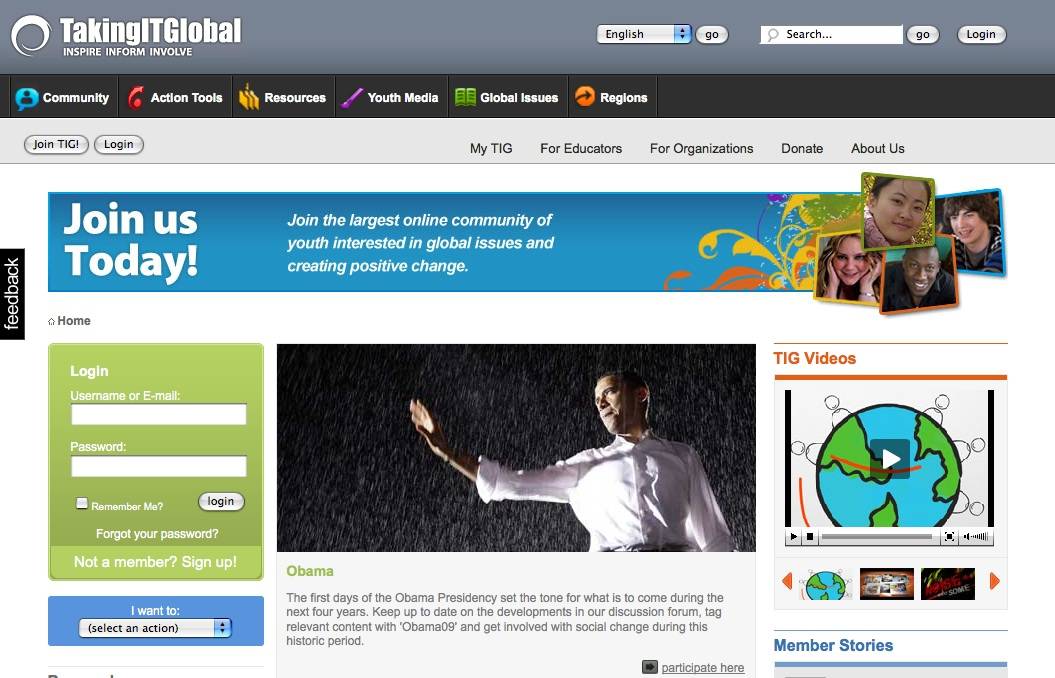 TakingITGlobal
INSPIRE INFORM INVOLVE
English
go
Search...
go
Login
Community
Action Tools
Resources
Youth Media
Global Issues
Regions
Join TIG!
Login
My TIG
For Educators
For Organizations
Donate
About Us
Join us
Today!
Join the largest online community of
youth interested in global issues and
creating positive change.
feedback
Home
Login
Username or E-mail:
Password:
Remember Me?
login
Forgot your password?
Not a member? Sign up!
I want to:
(select an action)
Obama
The first days of the Obama Presidency set the tone for what is to come during the
next four years. Keep up to date on the developments in our discussion forum, tag
relevant content with 'Obama09' and get involved with social change during this
historic period.
participate here
TIG Videos
Member Stories